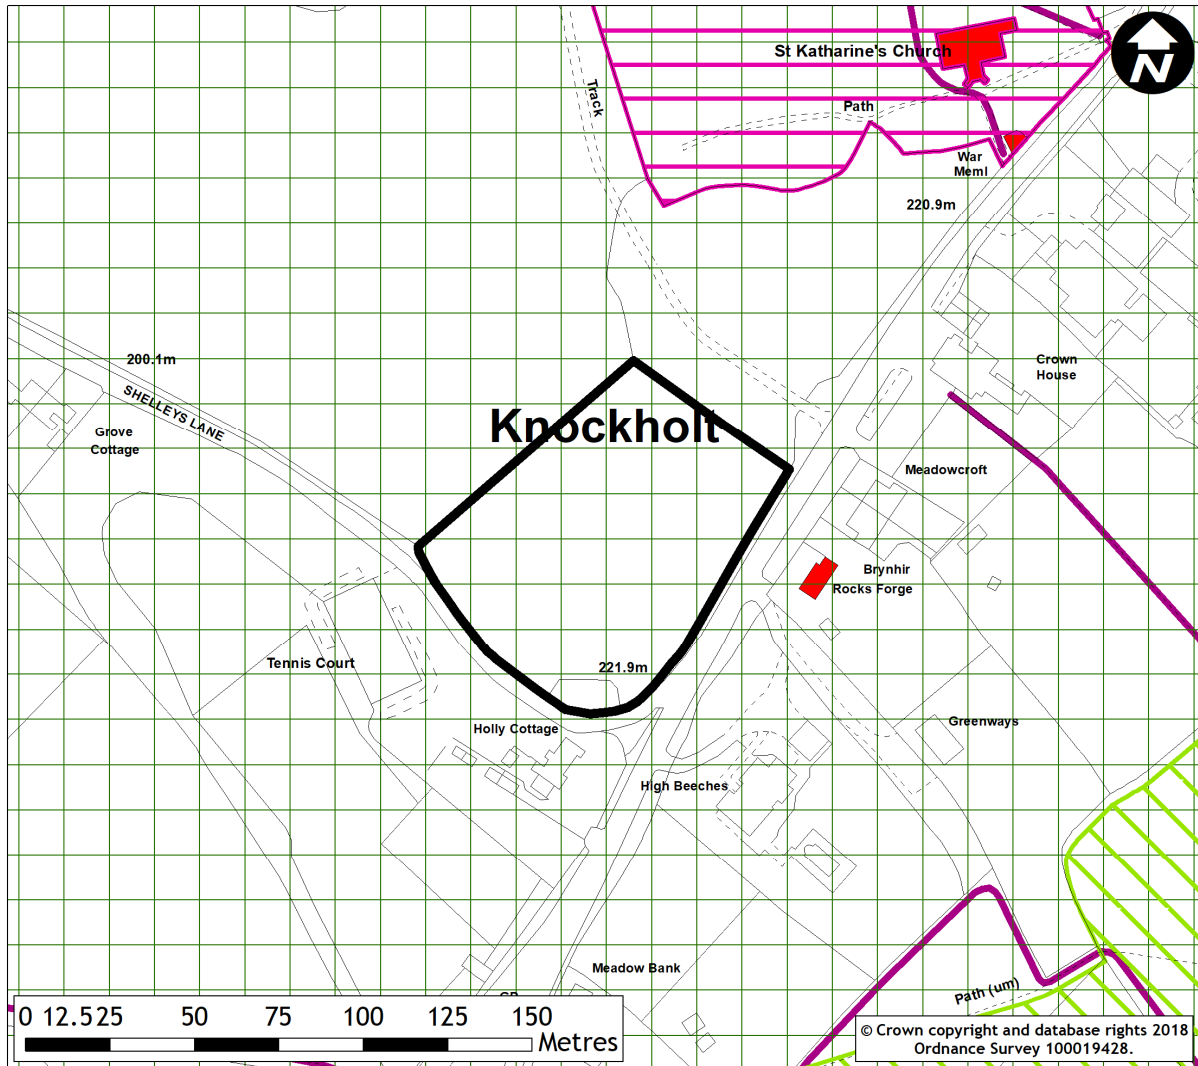 St Katharine's Church
N
Track
Path
War
Meml
220.9m
200.1m
SHELLEYS LANE
Crown
House
Grove
Cottage
Knockholt
Meadowcroft
Brynhir
Rocks Forge
Tennis Court
221.9m
Holly Cottage
Greenways
High Beeches
Meadow Bank
Path (um)
0 12.5 25 50 75 100 125 150
Metres
© Crown copyright and database rights 2018
Ordnance Survey 100019428.